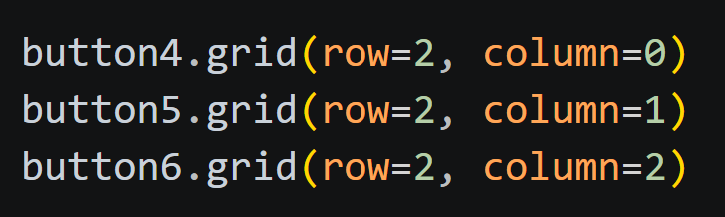 button4.grid(row=2, column=0)
button5.grid(row=2, column=1)
button6.grid(row=2, column=2)